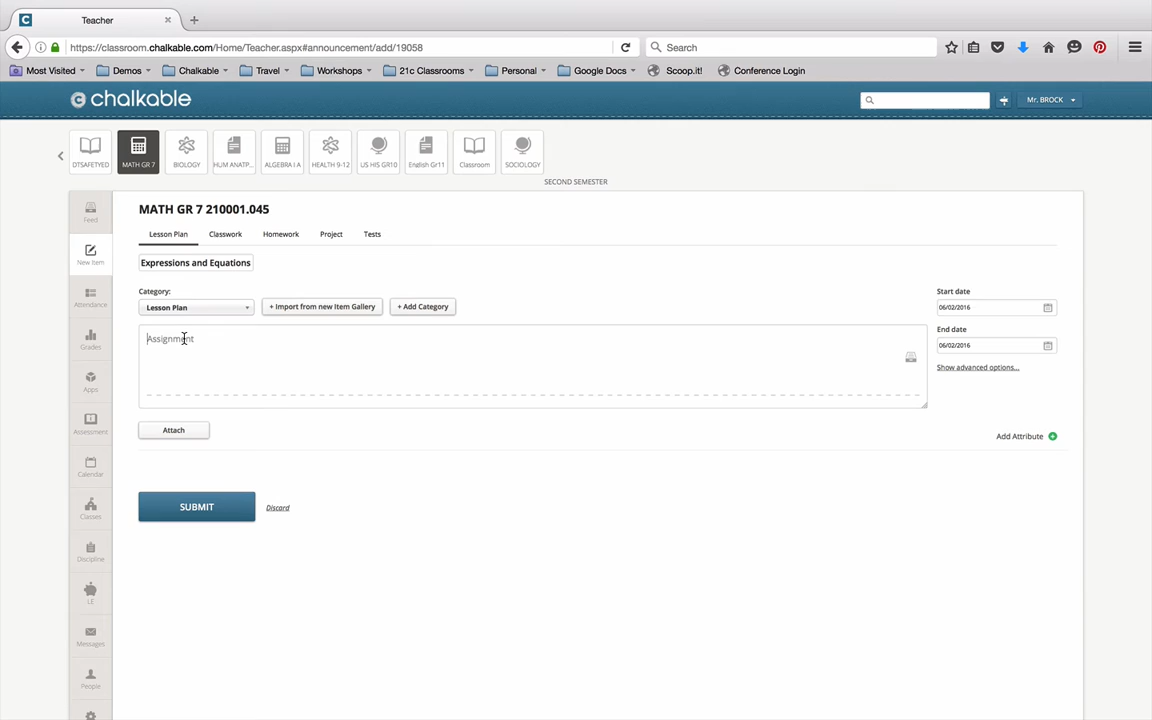 Teacher
https://classroom.chalkable.com/Home/Teacher.aspx#announcement/add/19058
Search
Most Visited
Demos
Chalkable
Travel
Workshops
21c Classrooms
Personal
Google Docs
Scoop.it!
Conference Login
chalkable
Mr. BROCK
DTSAFETYED
MATH GR 7
BIOLOGY
HUM ANATP...
ALGEBRA I A
HEALTH 9-12
US HIS GR10
English Gr11
Classroom
SOCIOLOGY
SECOND SEMESTER
Feed
New Item
Attendance
Grades
Apps
Assessment
Calendar
Classes
Discipline
LE
Messages
People
MATH GR 7 210001.045
Lesson Plan
Classwork
Homework
Project
Tests
Expressions and Equations
Category:
Lesson Plan
+ Import from new Item Gallery
+ Add Category
Start date
06/02/2016
End date
06/02/2016
Show advanced options...
Assignment
Attach
Add Attribute
SUBMIT
Discard